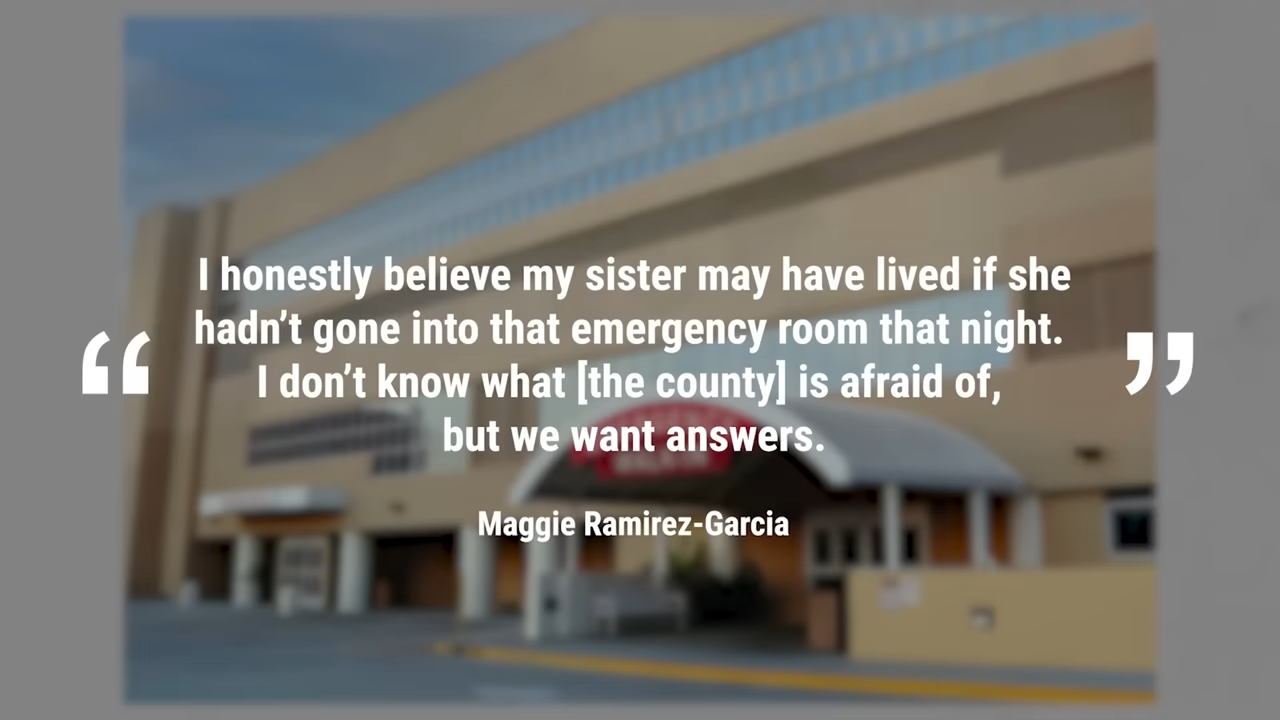 I honestly believe my sister may have lived if she
“ hadn’t gone into that emergency room that night. ”
I don’t know what [the county] is afraid of,
but we want answers.
Maggie Ramirez-Garcia